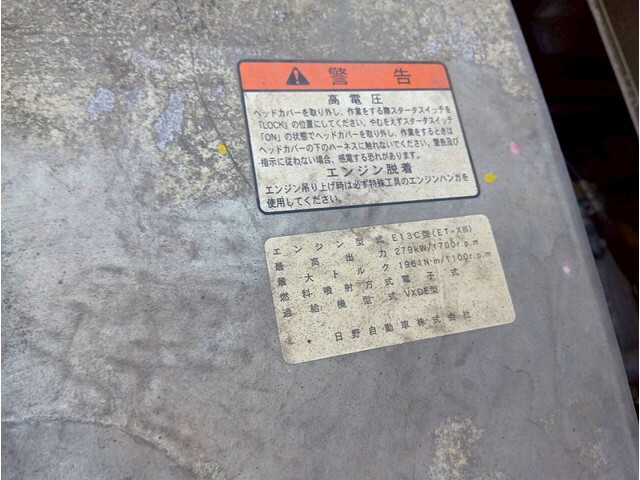 警告
高電圧
ヘッドカバーを取り外し、作業をする際スタータスイッチを
「LOCK」の位置にしてください。やむをえずスタータスイッチ
「ON」の状態でヘッドカバーを取り外し、作業をするときは
ヘッドカバーの下のハーネスに触れないでください。警告及び
指示に従わない場合、感電する恐れがあります。
エンジン脱着
エンジン吊り上げ時は必ず特殊工具のエンジンハンガを
使用してください。
エンジン型式 E13C型(ET-XⅢ)
最高出力 279kW/1700r.p.m
最大トルク 1961N·m/1100r.p.m
燃料噴射方式 電子式
過給機型式 VXDE型
日野自動車株式会社